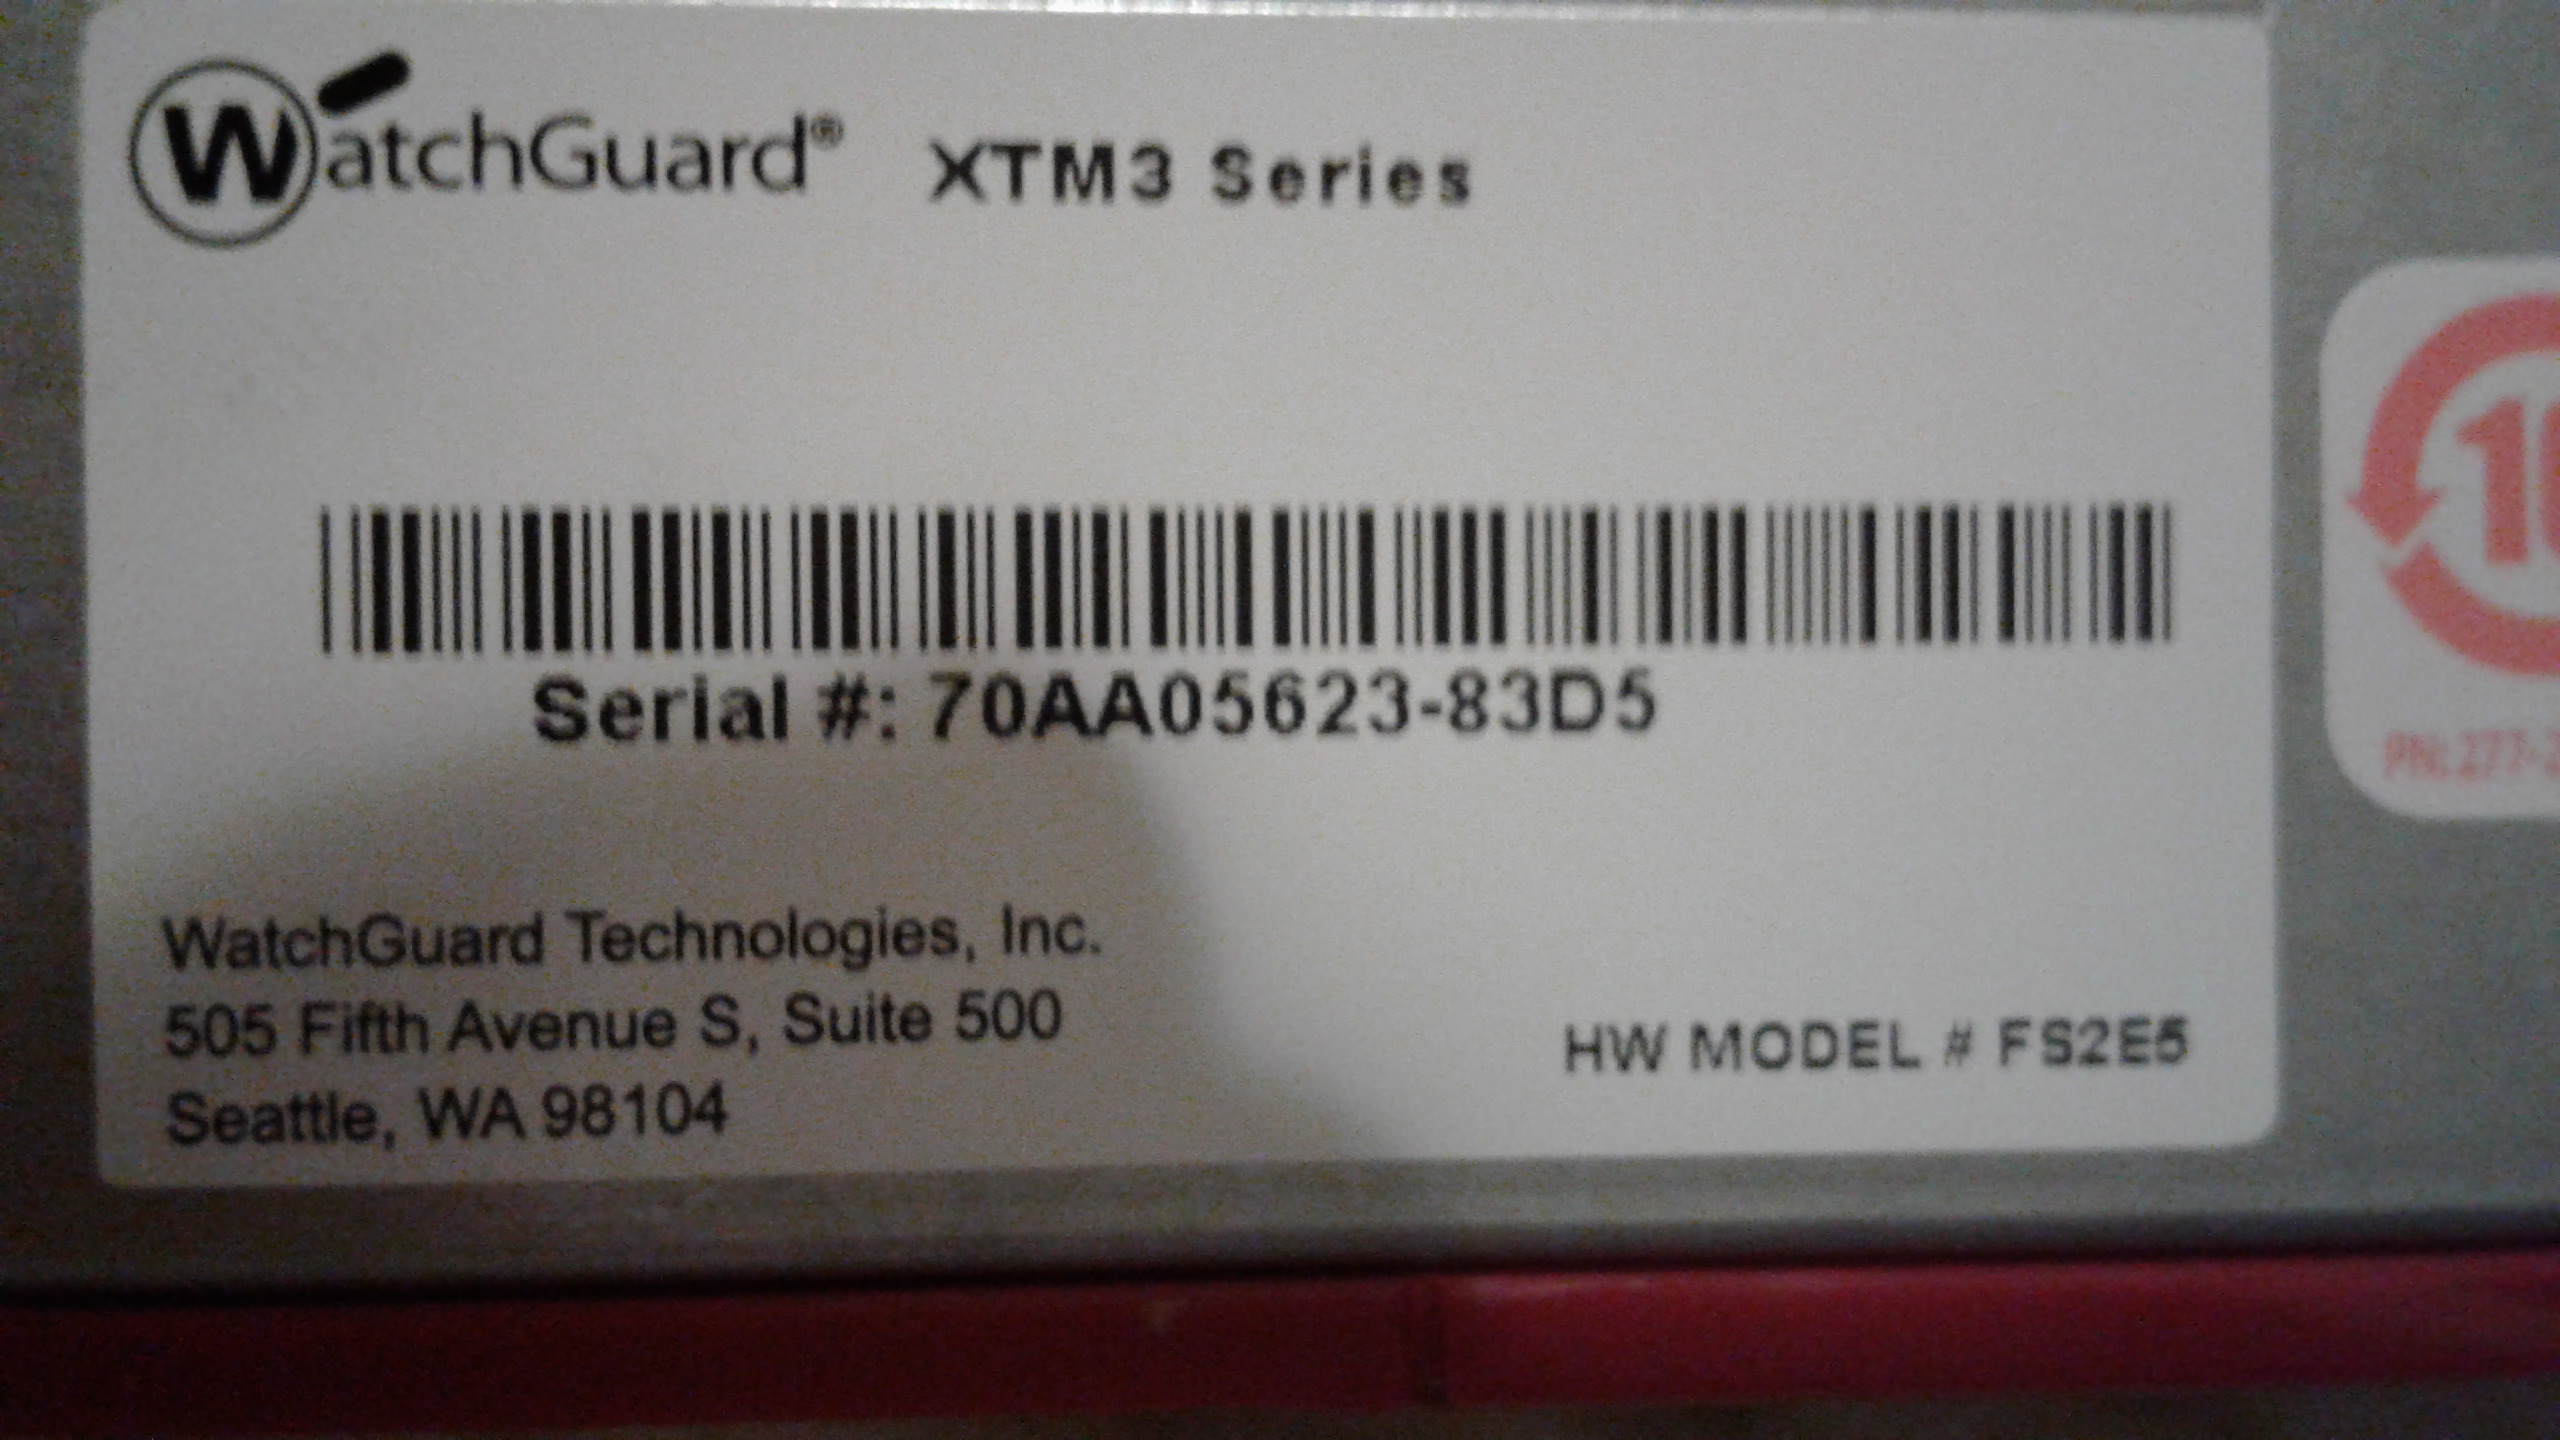 WatchGuard® XTM3 Series
Serial #: 70AA05623-83D5
WatchGuard Technologies, Inc.
505 Fifth Avenue S, Suite 500
Seattle, WA 98104
HW MODEL # FS2E5